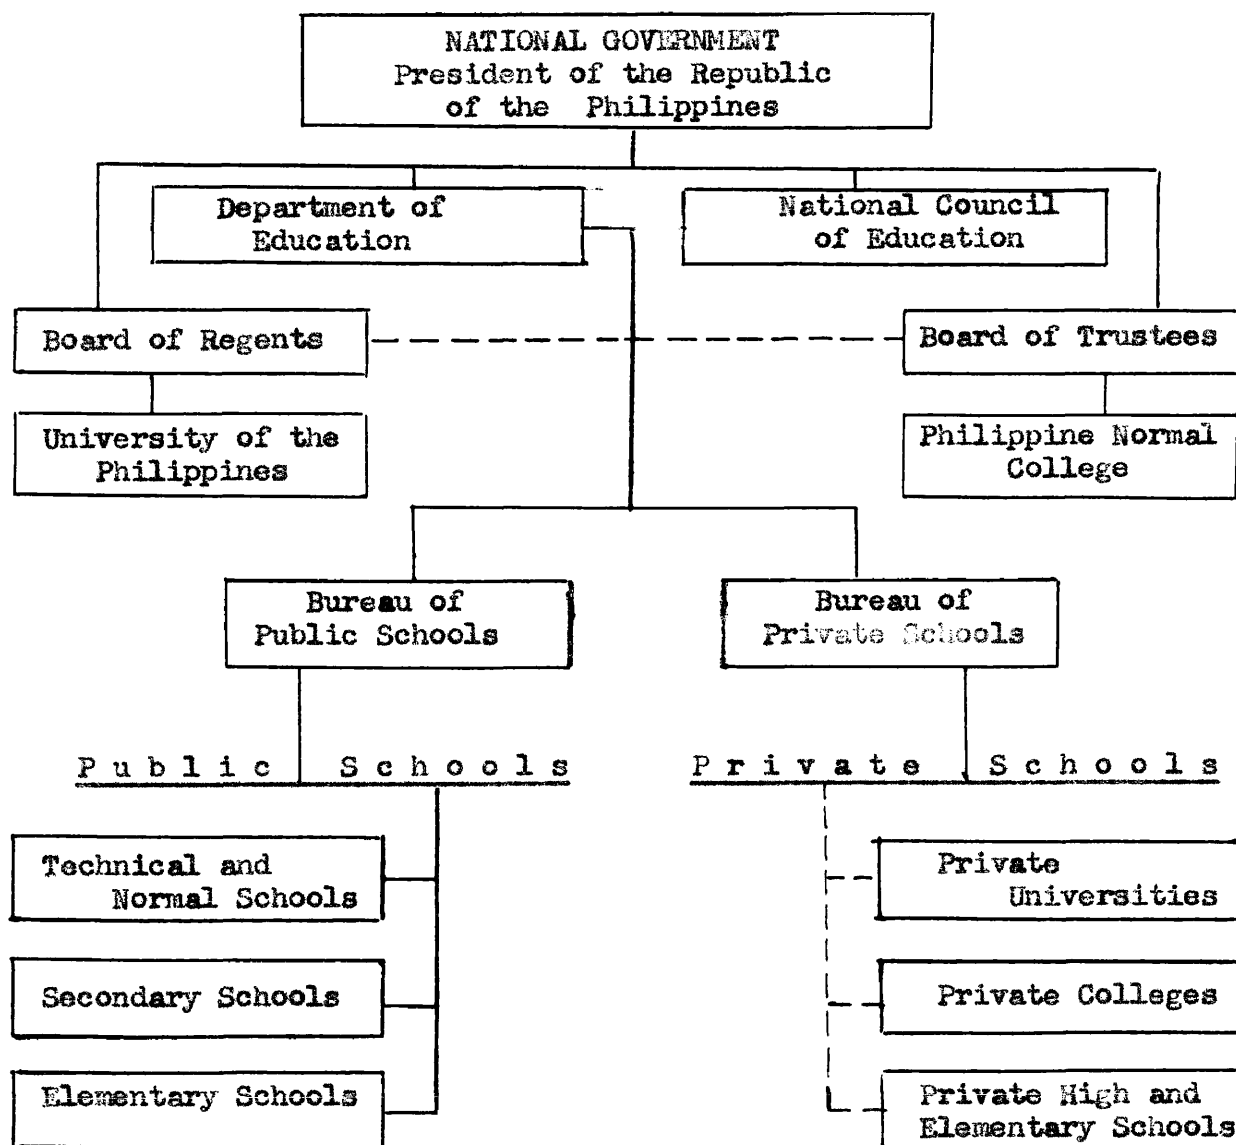 NATIONAL GOVERNMENT
President of the Republic
of the Philippines
Department of
Education
National Council
of Education
Board of Regents
Board of Trustees
University of the
Philippines
Philippine Normal
College
Bureau of
Public Schools
Bureau of
Private Schools
Public Schools
Private Schools
Technical and
Normal Schools
Private
Universities
Secondary Schools
Private Colleges
Elementary Schools
Private High and
Elementary Schools